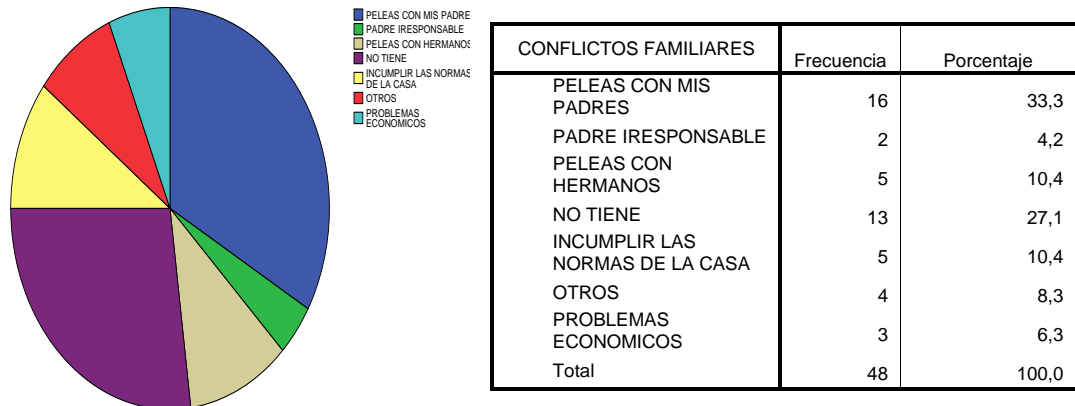 PELEAS CON MIS PADRE
PADRE IRESPONSABLE
PELEAS CON HERMANOS
NO TIENE
INCUMPLIR LAS NORMAS
DE LA CASA
OTROS
PROBLEMAS
ECONOMICOS
CONFLICTOS FAMILIARES Frecuencia Porcentaje
PELEAS CON MIS
PADRES 16 33,3
PADRE IRESPONSABLE 2 4,2
PELEAS CON
HERMANOS 5 10,4
NO TIENE 13 27,1
INCUMPLIR LAS
NORMAS DE LA CASA 5 10,4
OTROS 4 8,3
PROBLEMAS
ECONOMICOS 3 6,3
Total 48 100,0